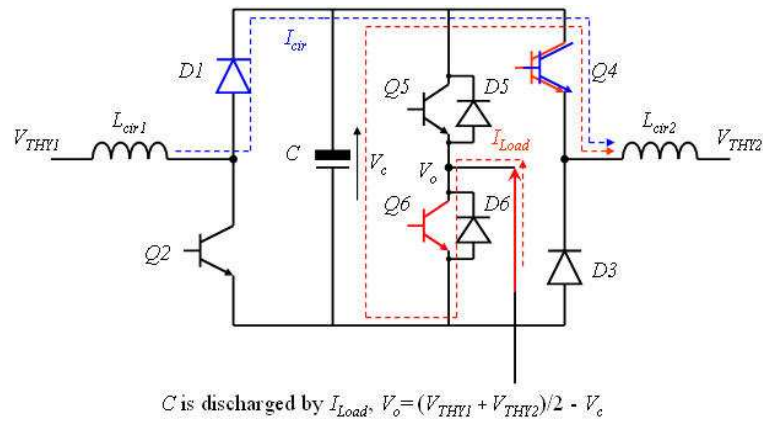 I_cir
D1
Q5
D5
Q4
V_THY1
L_cir1
C
V_c
V_o
I_Load
L_cir2
V_THY2
Q6
D6
Q2
D3
C is discharged by I_Load, V_o=(V_THY1 + V_THY2)/2 - V_c